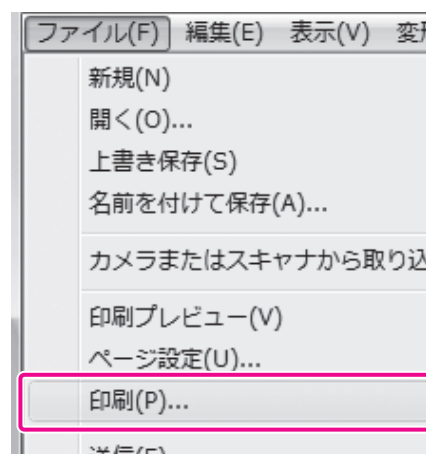 ファイル(F) 編集(E) 表示(V) 変
新規(N)
開く(O)...
上書き保存(S)
名前を付けて保存(A)...
カメラまたはスキャナから取り込
印刷プレビュー(V)
ページ設定(U)...
印刷(P)...